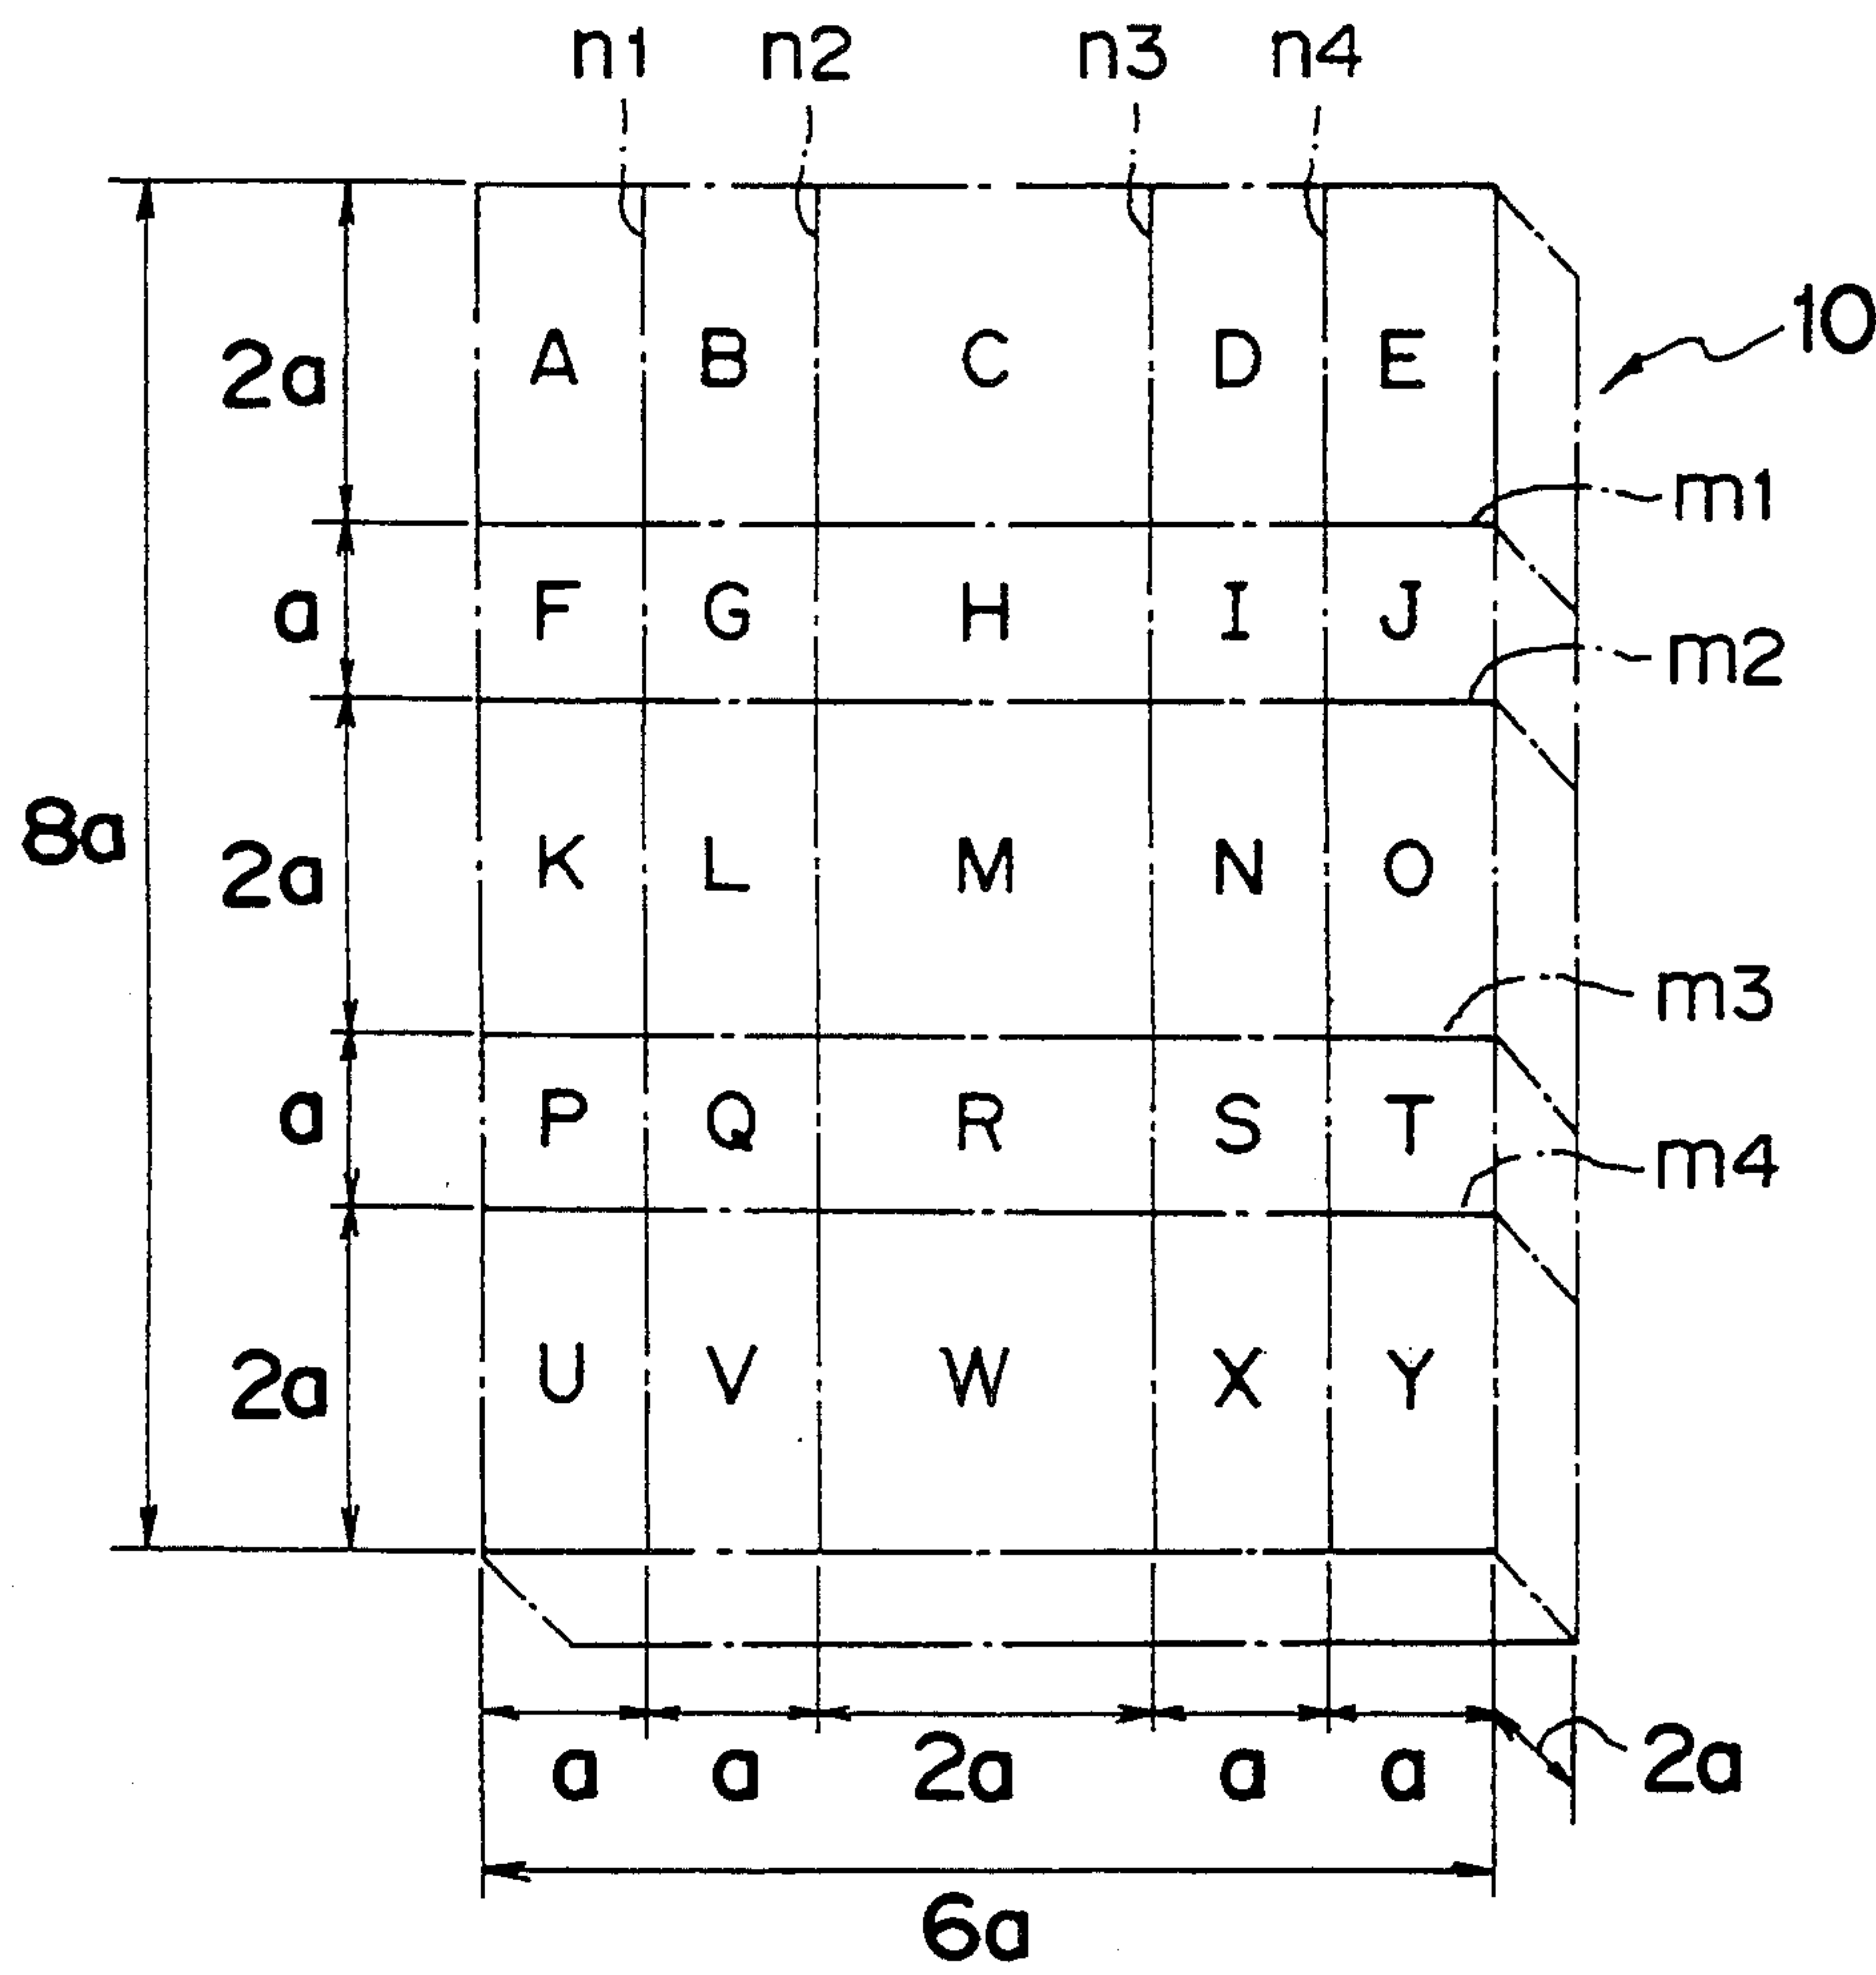 n1 n2 n3 n4
10
2a A B C D E
m1
a F G H I J
m2
8a
2a K L M N O
m3
a P Q R S T
m4
2a U V W X Y
a a 2a a a 2a
6a